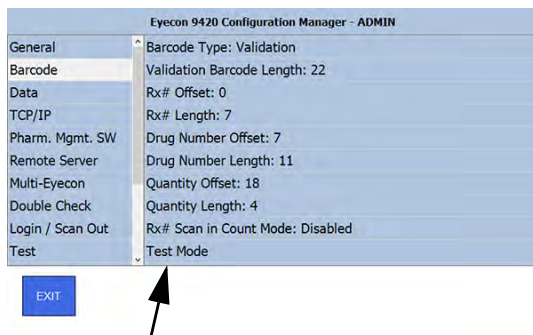 Eyecon 9420 Configuration Manager - ADMIN
General
Barcode
Data
TCP/IP
Pharm. Mgmt. SW
Remote Server
Multi-Eyecon
Double Check
Login / Scan Out
Test
Barcode Type: Validation
Validation Barcode Length: 22
Rx# Offset: 0
Rx# Length: 7
Drug Number Offset: 7
Drug Number Length: 11
Quantity Offset: 18
Quantity Length: 4
Rx# Scan in Count Mode: Disabled
Test Mode
EXIT